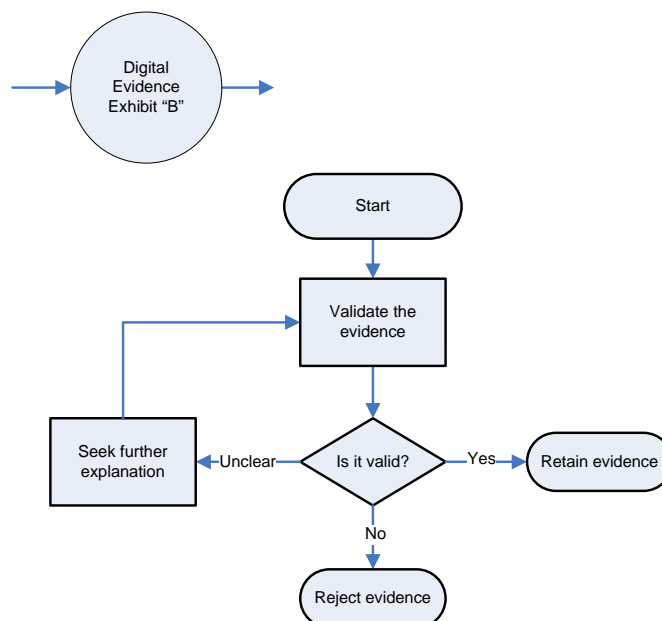 Digital
Evidence
Exhibit “B”
Start
Validate the
evidence
Seek further
explanation
Unclear
Is it valid?
Yes
Retain evidence
No
Reject evidence